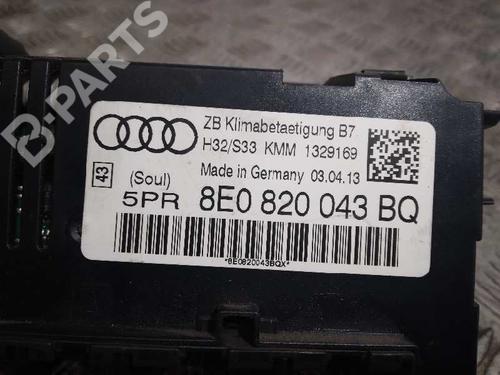 B-PARTS
ZB Klimabetaetigung B7
H32/S33 KMM 1329169
Made in Germany 03.04.13
43
(Soul)
5PR 8E0 820 043 BQ
*8E0820043BQX*